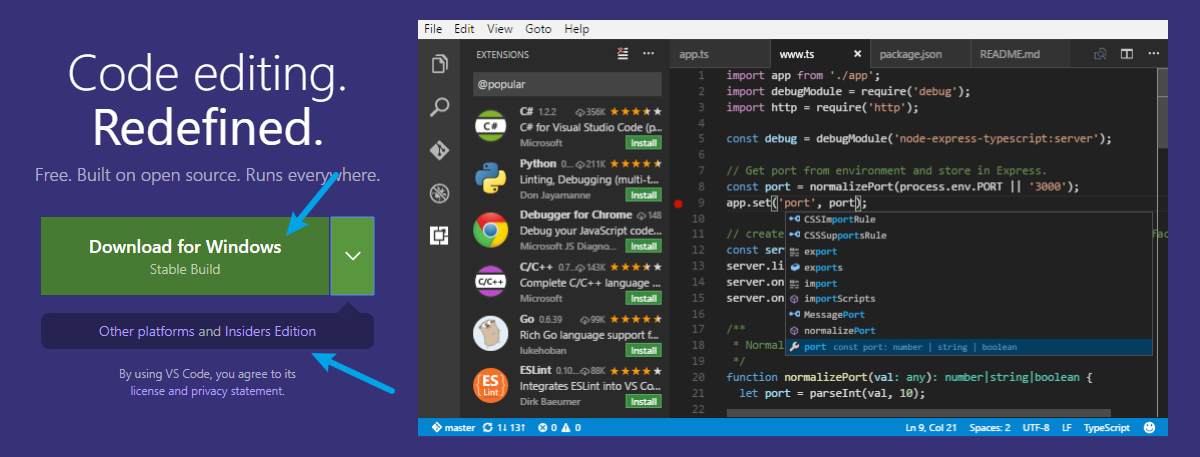 Code editing.
Redefined.
Free. Built on open source. Runs everywhere.
Download for Windows
Stable Build
Other platforms and Insiders Edition
By using VS Code, you agree to its
license and privacy statement.
File Edit View Goto Help
EXTENSIONS
@popular
C# 1.2.2 356K
C# for Visual Studio Code (p...
Microsoft Install
Python 0... 211K
Linting, Debugging (multi-t...
Don Jayamanne Install
Debugger for Chrome 148
Debug your JavaScript code...
Microsoft JS Diagno... Install
C/C++ 0.7... 143K
Complete C/C++ language ...
Microsoft Install
Go 0.6.39 99K
Rich Go language support f...
lukehoban Install
ESLint 0.10... 88K
Integrates ESLint into VS Co...
Dirk Baeumer Install
C#
C/C++
ES
Lint
app.ts www.ts package.json README.md
1 import app from './app';
2 import debugModule = require('debug');
3 import http = require('http');
4
5 const debug = debugModule('node-express-typescript:server');
6
7 // Get port from environment and store in Express.
8 const port = normalizePort(process.env.PORT || '3000');
9 app.set('port', port);
10
11 // create Fac
12 const ser
13 server.li
14 server.on
15 server.on
16
17 /**
18 * Normal
19 */
20 function normalizePort(val: any): number|string|boolean {
21 let port = parseInt(val, 10);
22
CSSImportRule
CSSSupportsRule
export
exports
import
importScripts
MessagePort
normalizePort
port const port: number | string | boolean
master 1↓ 13↑ 0 0 Ln 9, Col 21 Spaces: 2 UTF-8 LF TypeScript